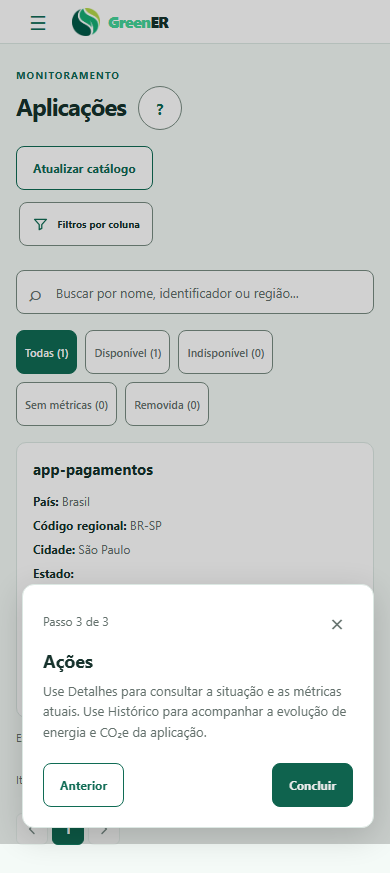 GreenER
MONITORAMENTO
Aplicações
?
Atualizar catálogo
Filtros por coluna
Buscar por nome, identificador ou região...
Todas (1)
Disponível (1)
Indisponível (0)
Sem métricas (0)
Removida (0)
app-pagamentos
País: Brasil
Código regional: BR-SP
Cidade: São Paulo
Estado:
Passo 3 de 3
Ações
Use Detalhes para consultar a situação e as métricas
atuais. Use Histórico para acompanhar a evolução de
energia e CO₂e da aplicação.
Anterior
Concluir
1